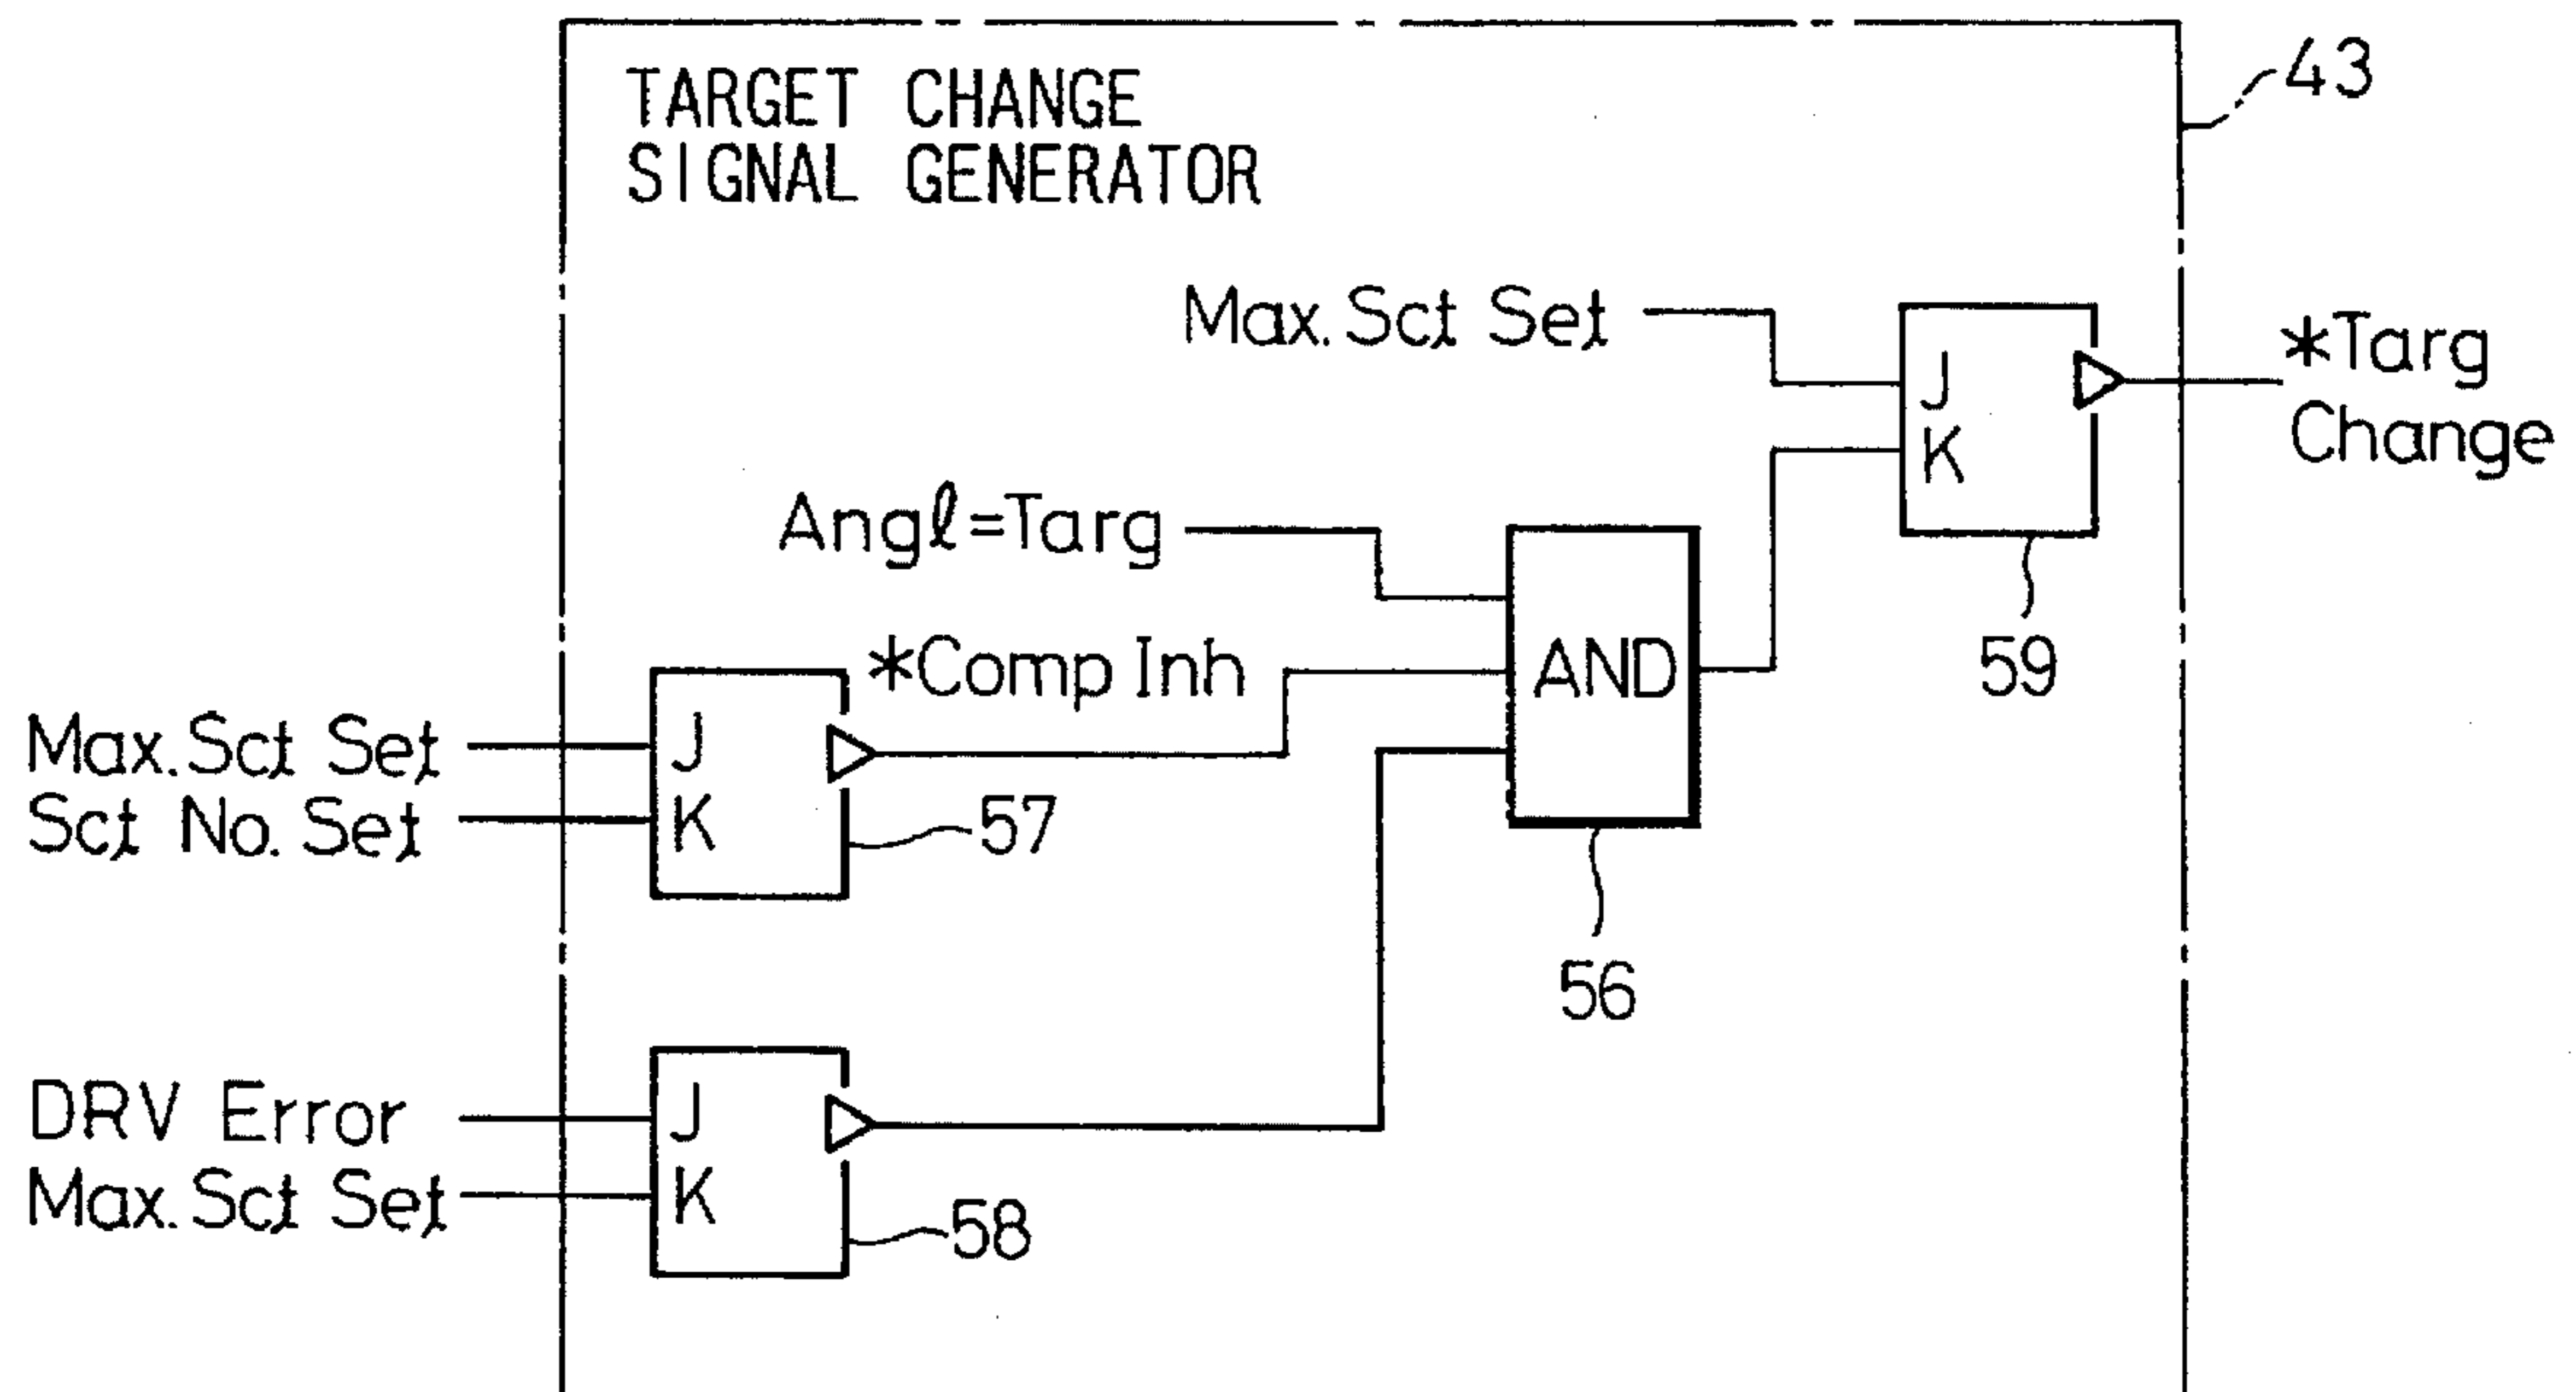 TARGET CHANGE
SIGNAL GENERATOR
43
Max. Sct Set
J
K
*Targ
Change
59
Angl=Targ
*Comp Inh
AND
56
Max. Sct Set
Sct No. Set
J
K
57
DRV Error
Max. Sct Set
J
K
58